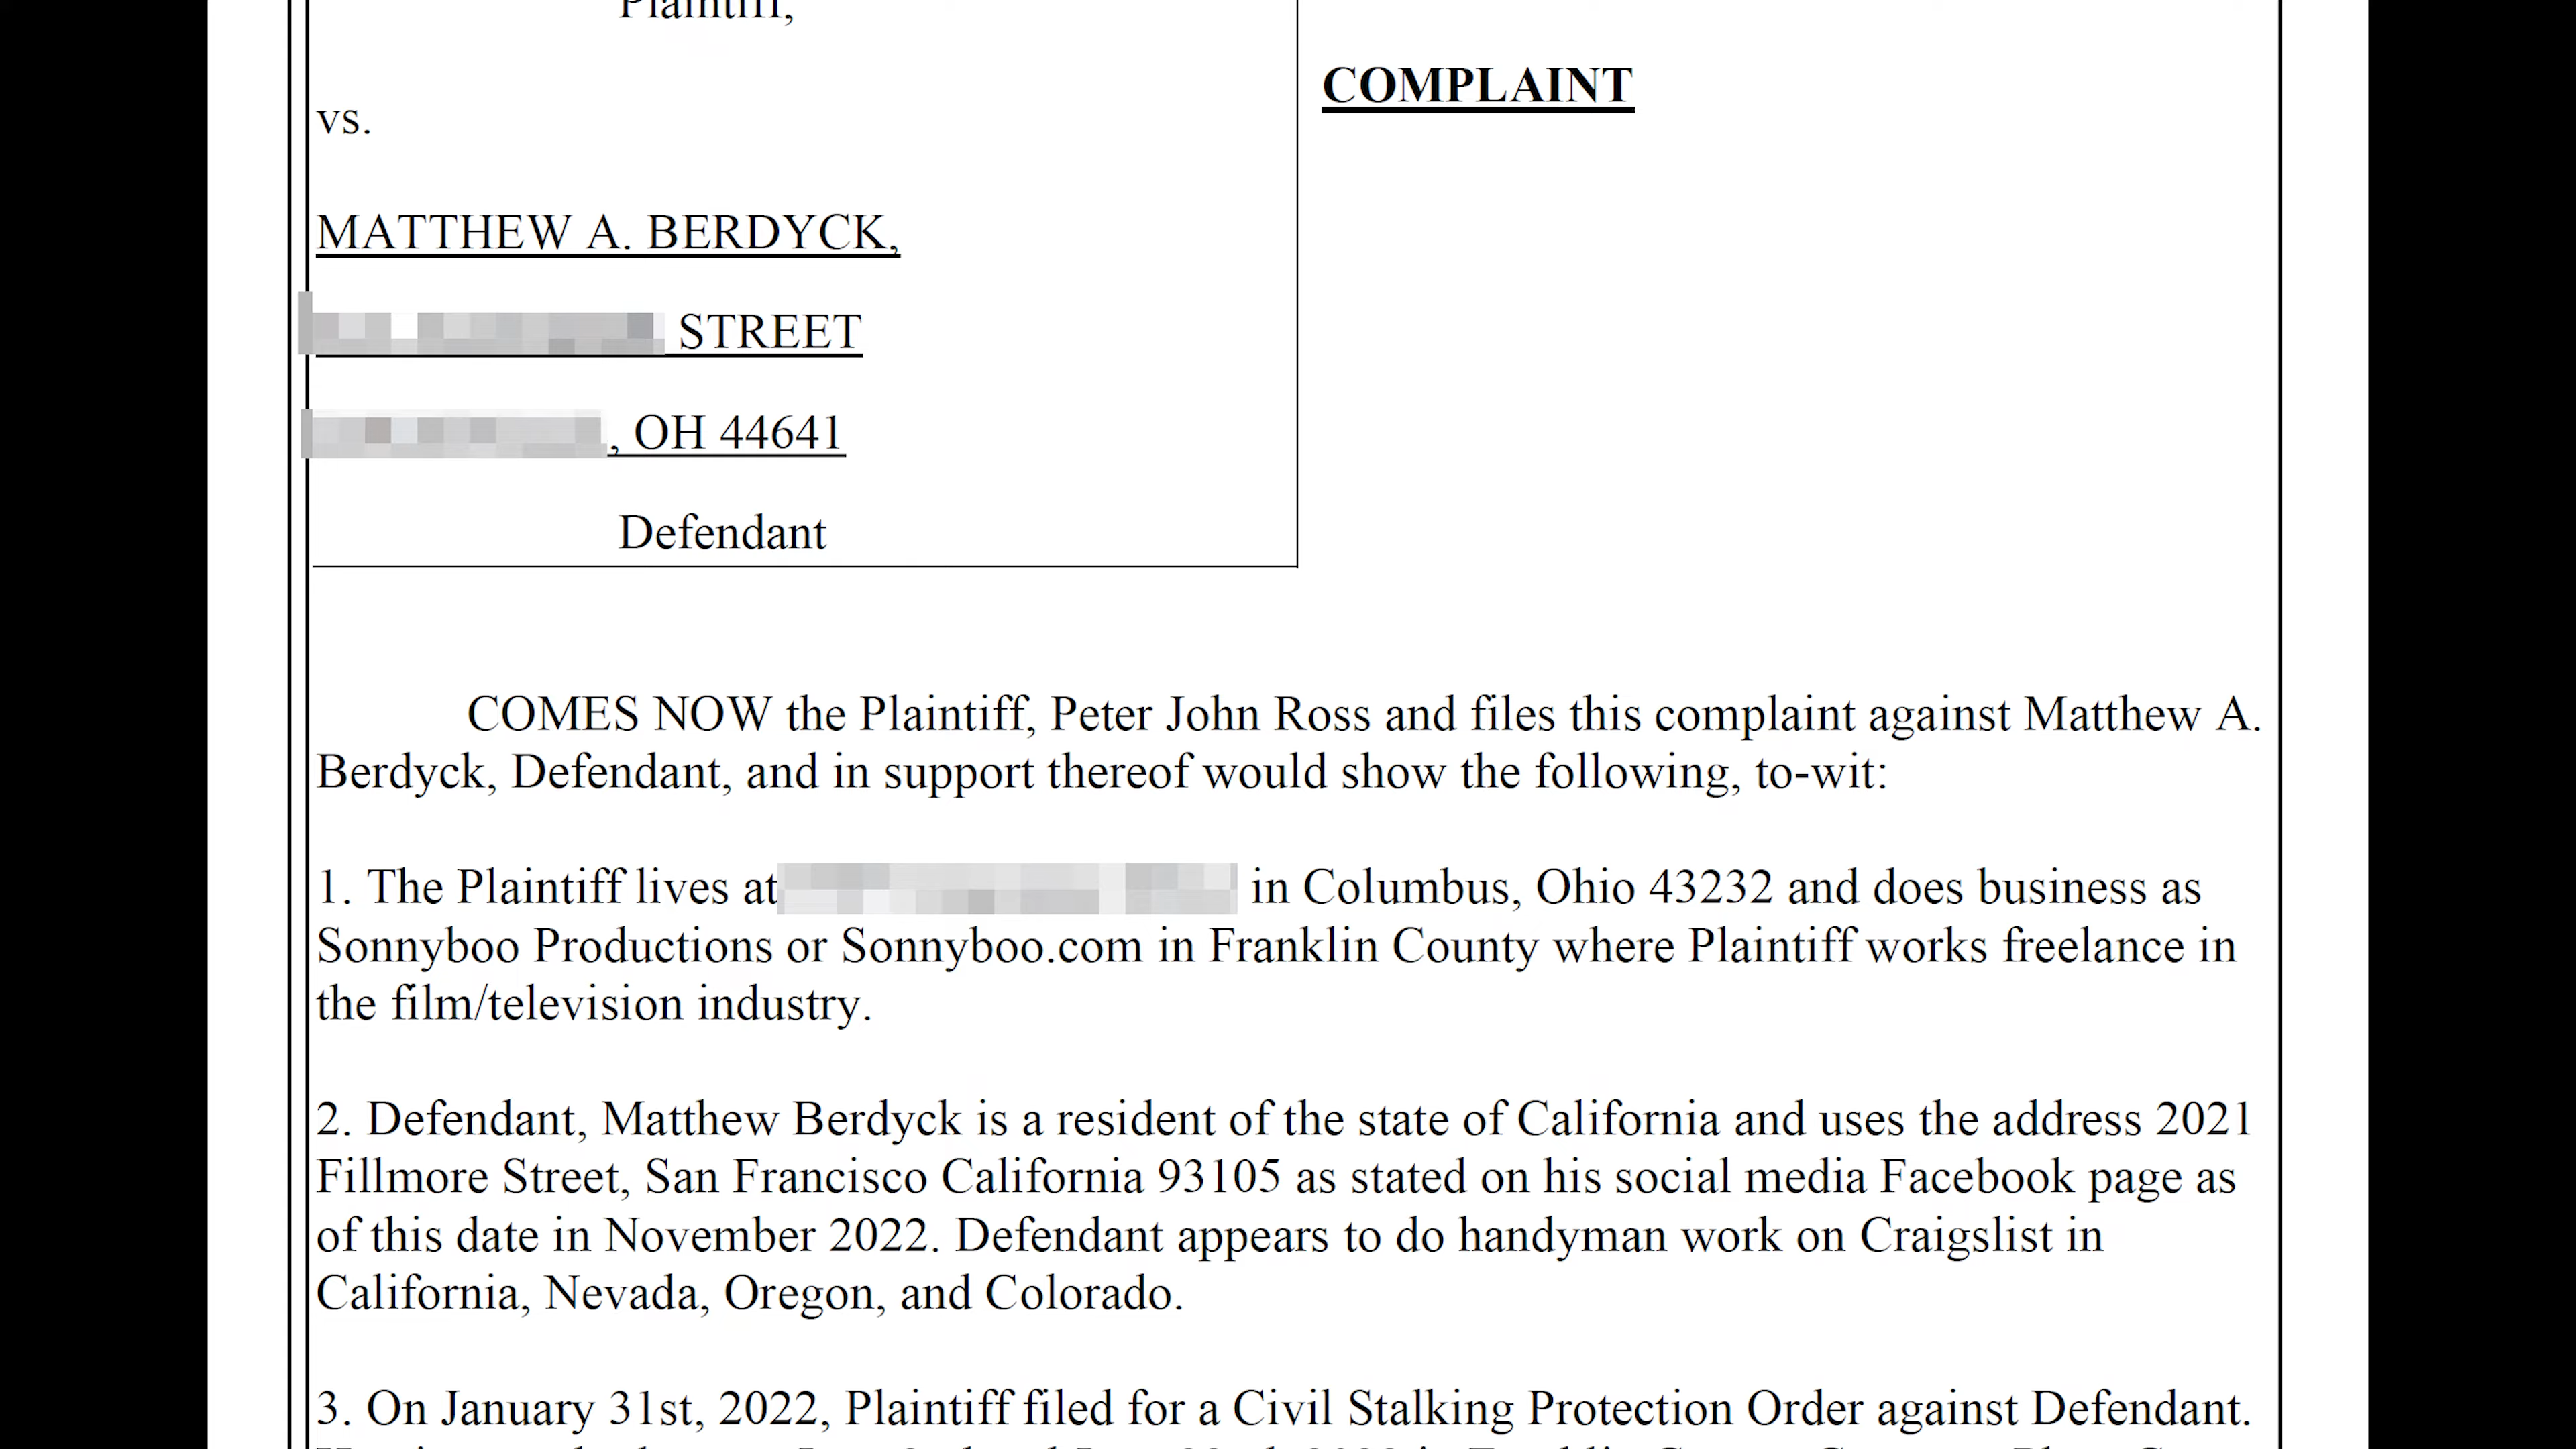 Plaintiff,
COMPLAINT
vs.
MATTHEW A. BERDYCK,
STREET
, OH 44641
Defendant
COMES NOW the Plaintiff, Peter John Ross and files this complaint against Matthew A.
Berdyck, Defendant, and in support thereof would show the following, to-wit:
1. The Plaintiff lives at in Columbus, Ohio 43232 and does business as
Sonnyboo Productions or Sonnyboo.com in Franklin County where Plaintiff works freelance in
the film/television industry.
2. Defendant, Matthew Berdyck is a resident of the state of California and uses the address 2021
Fillmore Street, San Francisco California 93105 as stated on his social media Facebook page as
of this date in November 2022. Defendant appears to do handyman work on Craigslist in
California, Nevada, Oregon, and Colorado.
3. On January 31st, 2022, Plaintiff filed for a Civil Stalking Protection Order against Defendant.